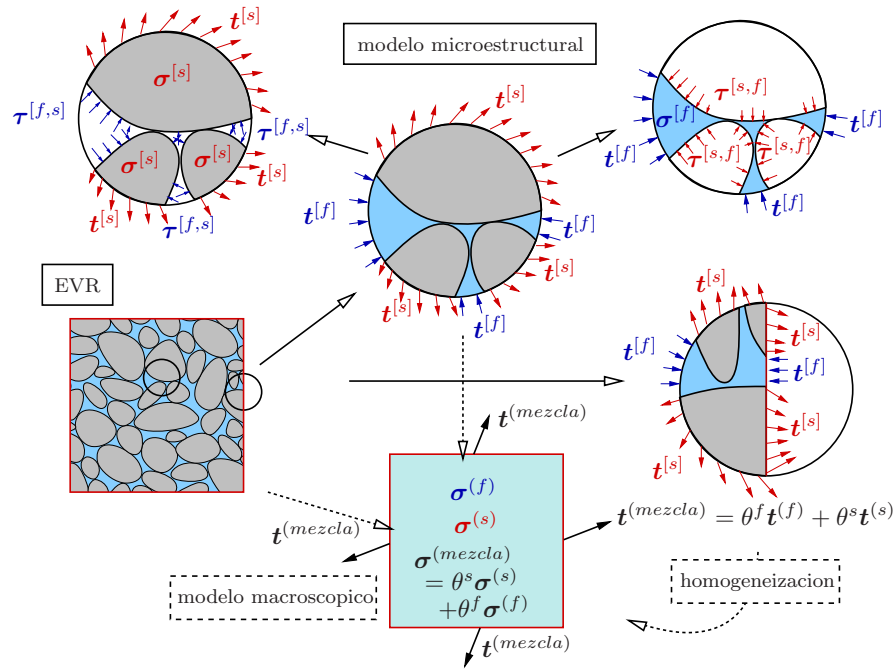 t^[s]
modelo microestructural
σ^[s]
τ^[s,f]
t^[s]
τ^[f,s]
σ^[f]
t^[f]
τ^[f,s]
σ^[s]
σ^[s]
τ^[s,f]
τ^[s,f]
t^[f]
t^[s]
t^[f]
t^[f]
t^[s]
τ^[f,s]
t^[f]
t^[s]
EVR
t^[s]
t^[f]
t^[s]
t^[s]
t^[f]
t^[f]
t^(mezcla)
t^[s]
t^[s]
σ^(f)
σ^(s)
t^(mezcla)
t^(mezcla) = θ^f t^(f) + θ^s t^(s)
σ^(mezcla)
= θ^s σ^(s)
+θ^f σ^(f)
modelo macroscopico
homogeneizacion
t^(mezcla)